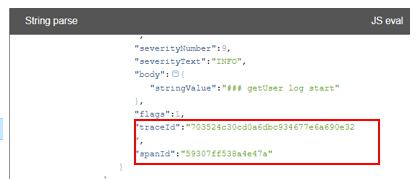 String parse
JS eval
,
"severityNumber":9,
"severityText":"INFO",
"body":{
"stringValue":"### getUser log start"
},
"flags":1,
"traceId":"703524c30cd0a6dbc934677e6a690e32
",
"spanId":"59307ff538a4e47a"
}